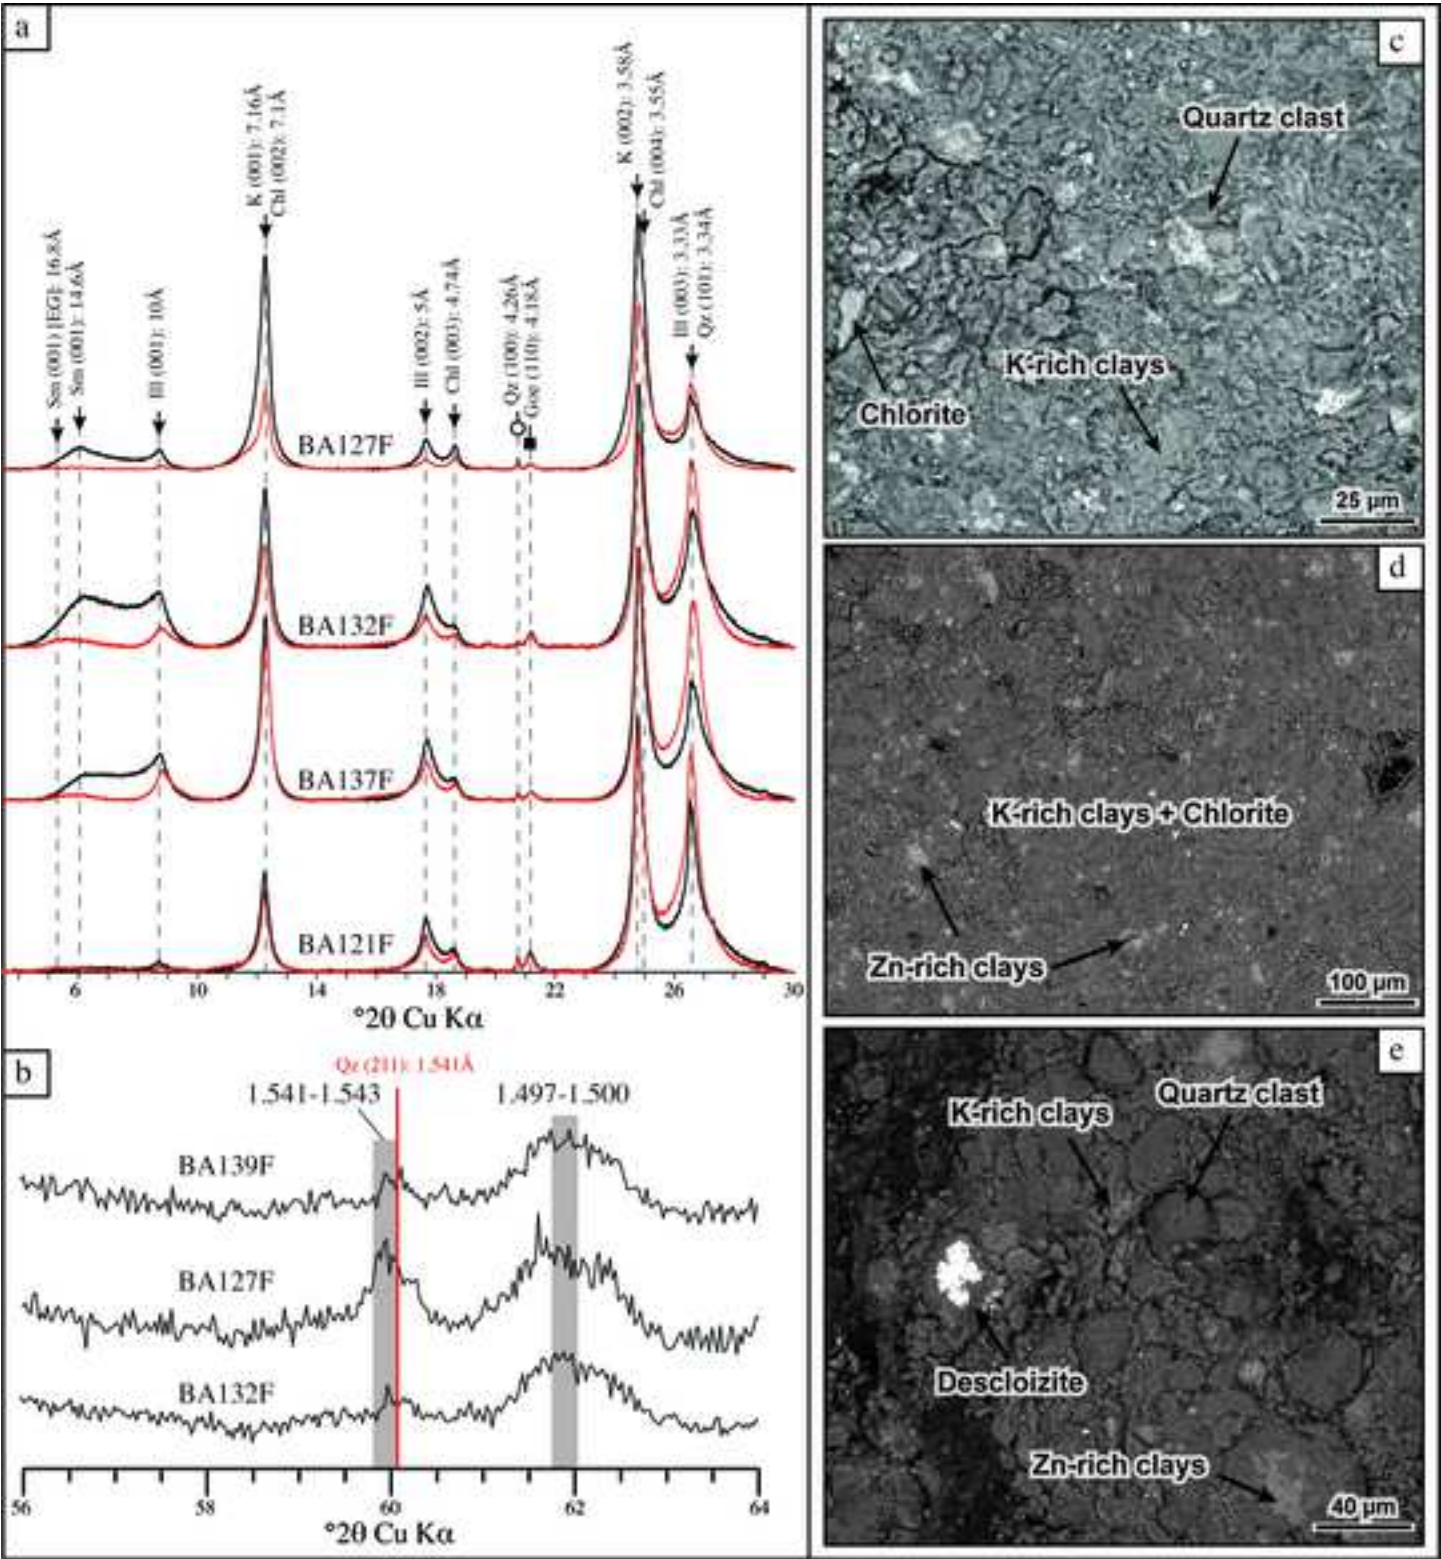 a
Sm (001) [EG]: 16.8Å
Sm (001): 14.6Å
Ill (001): 10Å
K (001): 7.16Å
Chl (002): 7.1Å
Ill (002): 5Å
Chl (003): 4.74Å
Qz (100): 4.26Å
Goe (110): 4.18Å
K (002): 3.58Å
Chl (004): 3.55Å
Ill (003): 3.33Å
Qz (101): 3.34Å
BA127F
BA132F
BA137F
BA121F
6 10 14 18 22 26 30
°2θ Cu Kα
b
Qz (211): 1.541Å
1.541-1.543 1.497-1.500
BA139F
BA127F
BA132F
56 58 60 62 64
°2θ Cu Kα
c
Quartz clast
K-rich clays
Chlorite
25 µm
d
K-rich clays + Chlorite
Zn-rich clays
100 µm
e
Quartz clast
K-rich clays
Descloizite
Zn-rich clays
40 µm